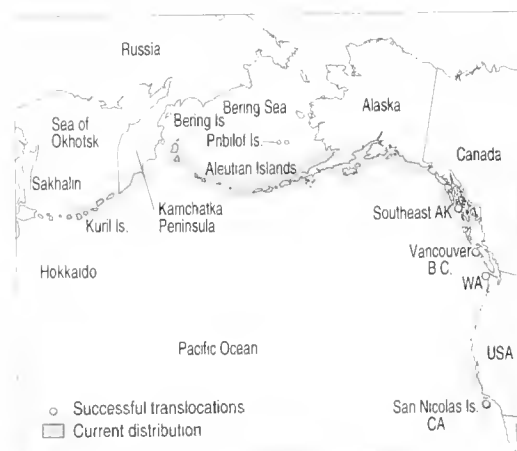 Russia
Bering Sea
Alaska
Sea of
Okhotsk
Bering Is
Pribilof Is.
Aleutian Islands
Canada
Sakhalin
Kamchatka
Peninsula
Kuril Is.
Southeast AK
Vancouver
B C.
WA
Hokkaido
Pacific Ocean
USA
San Nicolas Is.
CA
Successful translocations
Current distribution